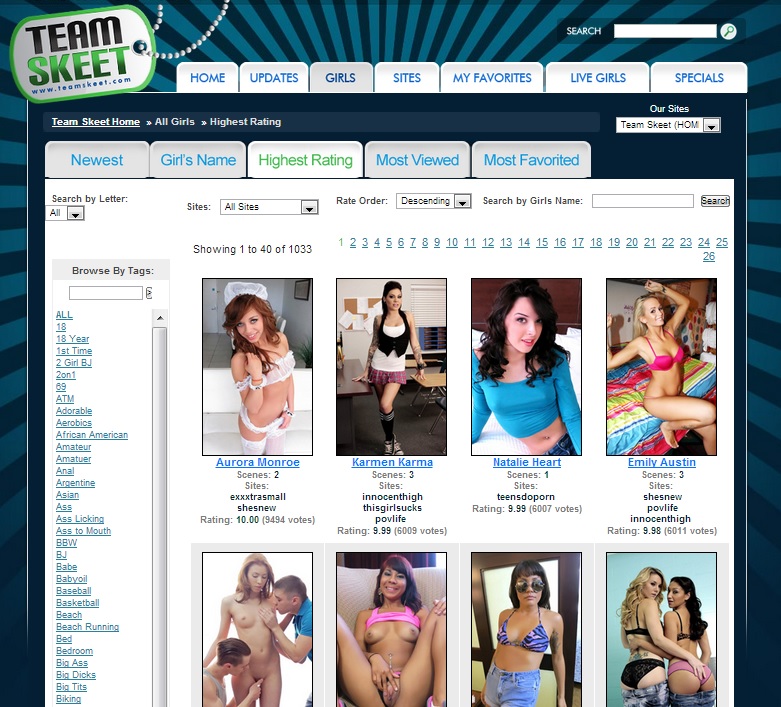 TEAM
SKEET
www.teamskeet.com
SEARCH
HOME
UPDATES
GIRLS
SITES
MY FAVORITES
LIVE GIRLS
SPECIALS
Our Sites
Team Skeet Home » All Girls » Highest Rating
Team Skeet (HOM
Newest
Girl's Name
Highest Rating
Most Viewed
Most Favorited
Search by Letter:
All
Sites: All Sites
Rate Order: Descending
Search by Girls Name:
Search
Showing 1 to 40 of 1033
1 2 3 4 5 6 7 8 9 10 11 12 13 14 15 16 17 18 19 20 21 22 23 24 25
26
Browse By Tags:
ALL
18
18 Year
1st Time
2 Girl BJ
2on1
69
ATM
Adorable
Aerobics
African American
Amateur
Amatuer
Anal
Argentine
Asian
Ass
Ass Licking
Ass to Mouth
BBW
BJ
Babe
Babyoil
Baseball
Basketball
Beach
Beach Running
Bed
Bedroom
Big Ass
Big Dicks
Big Tits
Biking
Aurora Monroe
Scenes: 2
Sites:
exxxtrasmall
shesnew
Rating: 10.00 (9494 votes)
Karmen Karma
Scenes: 3
Sites:
innocenthigh
thisgirlsucks
povlife
Rating: 9.99 (6009 votes)
Natalie Heart
Scenes: 1
Sites:
teensdoporn
Rating: 9.99 (6007 votes)
Emily Austin
Scenes: 3
Sites:
shesnew
povlife
innocenthigh
Rating: 9.98 (6011 votes)